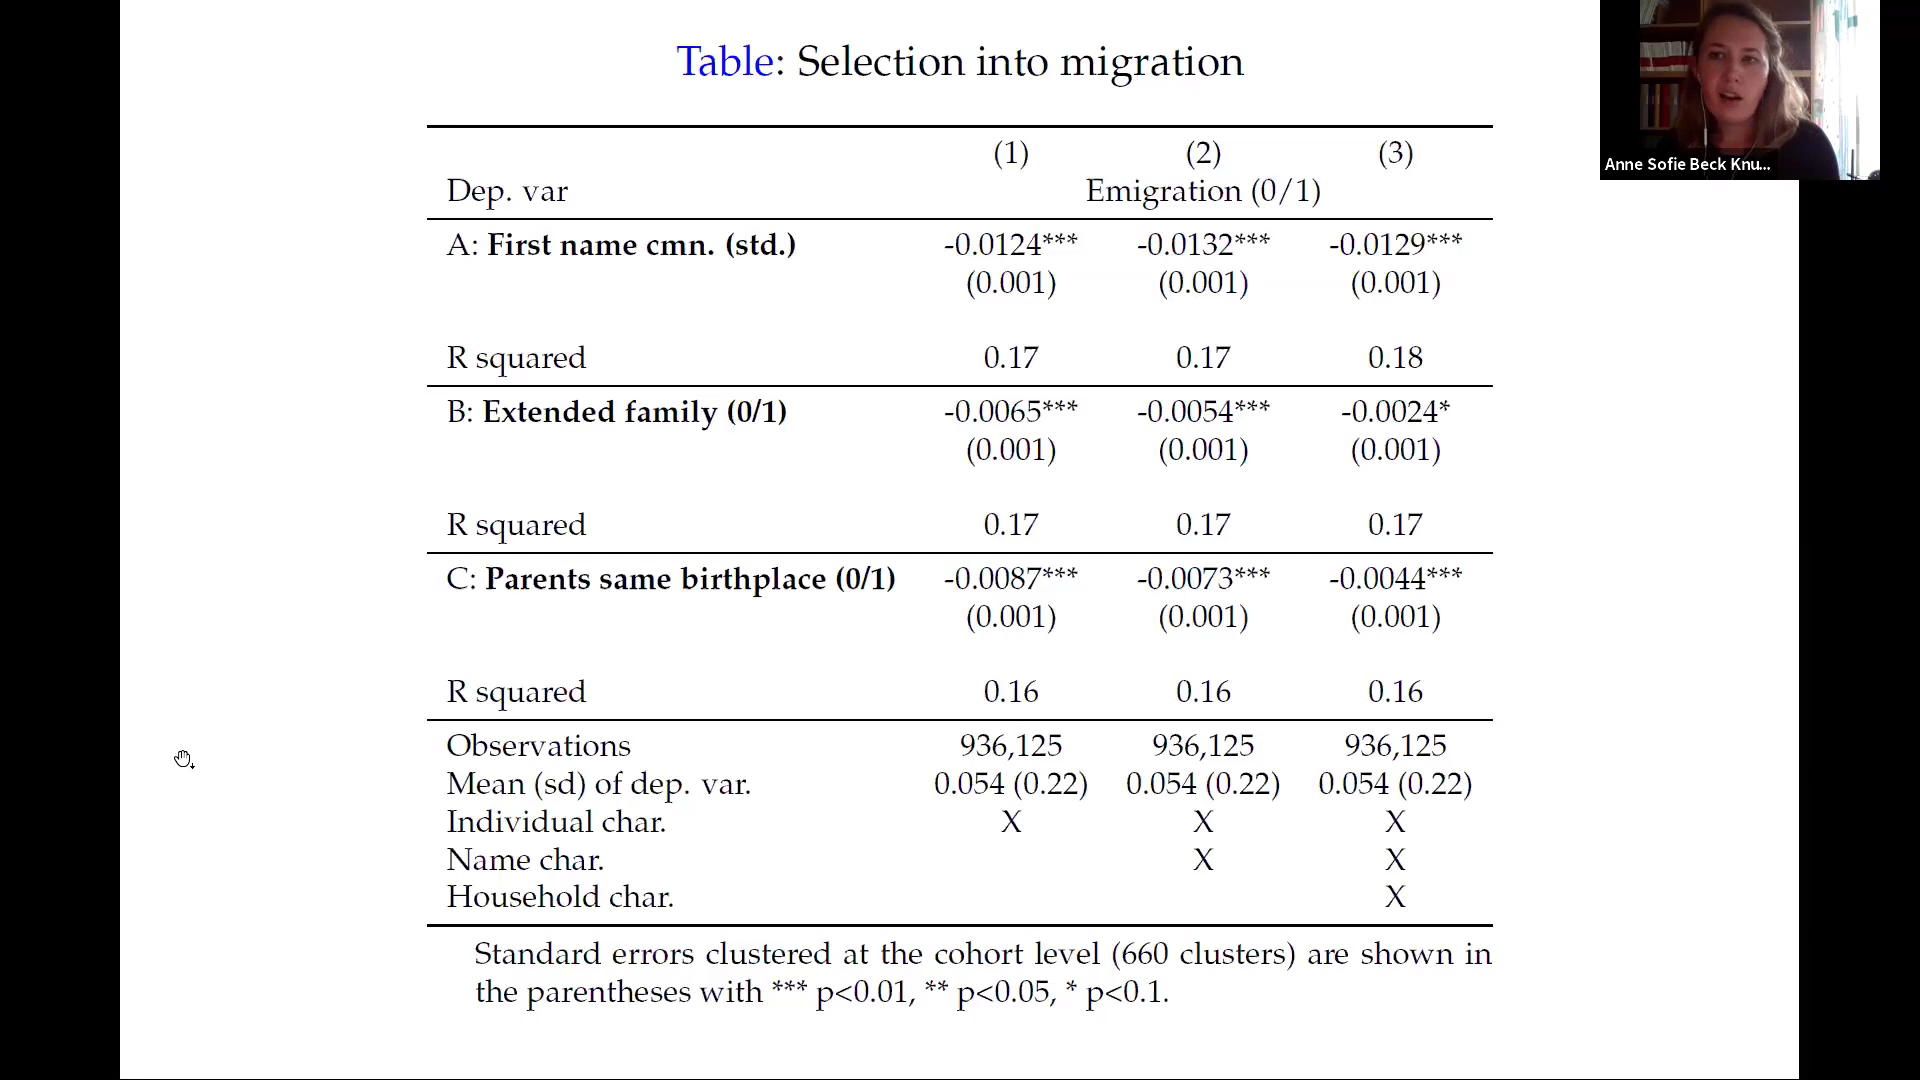 Table: Selection into migration
(1) (2) (3)
Dep. var Emigration (0/1)
A: First name cmn. (std.) -0.0124*** -0.0132*** -0.0129***
(0.001) (0.001) (0.001)
R squared 0.17 0.17 0.18
B: Extended family (0/1) -0.0065*** -0.0054*** -0.0024*
(0.001) (0.001) (0.001)
R squared 0.17 0.17 0.17
C: Parents same birthplace (0/1) -0.0087*** -0.0073*** -0.0044***
(0.001) (0.001) (0.001)
R squared 0.16 0.16 0.16
Observations 936,125 936,125 936,125
Mean (sd) of dep. var. 0.054 (0.22) 0.054 (0.22) 0.054 (0.22)
Individual char. X X X
Name char. X X
Household char. X
Standard errors clustered at the cohort level (660 clusters) are shown in
the parentheses with *** p<0.01, ** p<0.05, * p<0.1.
Anne Sofie Beck Knu...